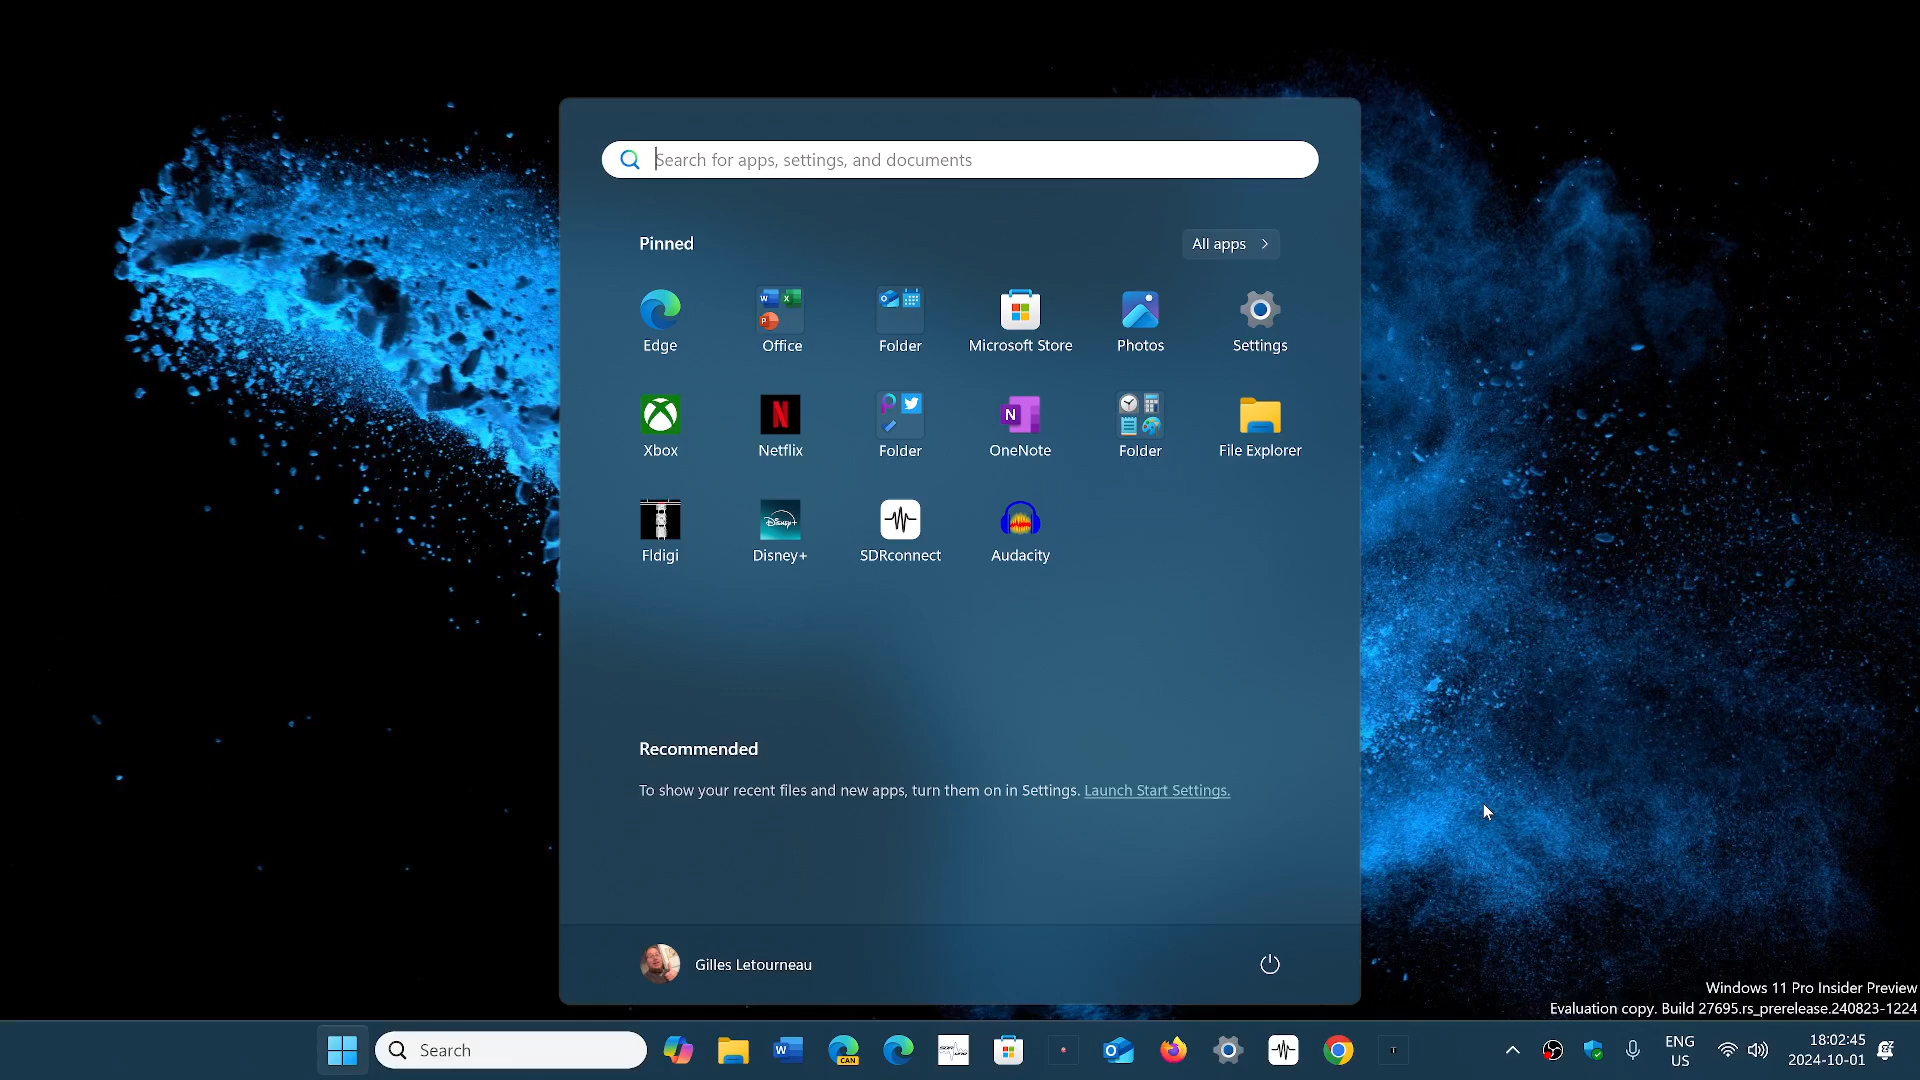 Search for apps, settings, and documents
Pinned
All apps
Edge
Office
Folder
Microsoft Store
Photos
Settings
Xbox
Netflix
Folder
OneNote
Folder
File Explorer
Fldigi
Disney+
SDRconnect
Audacity
Recommended
To show your recent files and new apps, turn them on in Settings. Launch Start Settings.
Gilles Letourneau
Windows 11 Pro Insider Preview
Evaluation copy. Build 27695.rs_prerelease.240823-1224
Search
CAN
ENG
US
18:02:45
2024-10-01